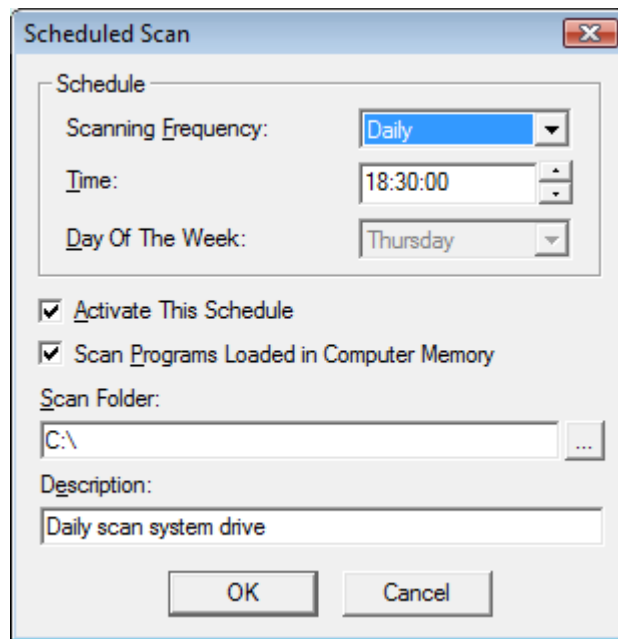 Scheduled Scan
Schedule
Scanning Frequency:
Daily
Time:
18:30:00
Day Of The Week:
Thursday
Activate This Schedule
Scan Programs Loaded in Computer Memory
Scan Folder:
C:\
...
Description:
Daily scan system drive
OK
Cancel